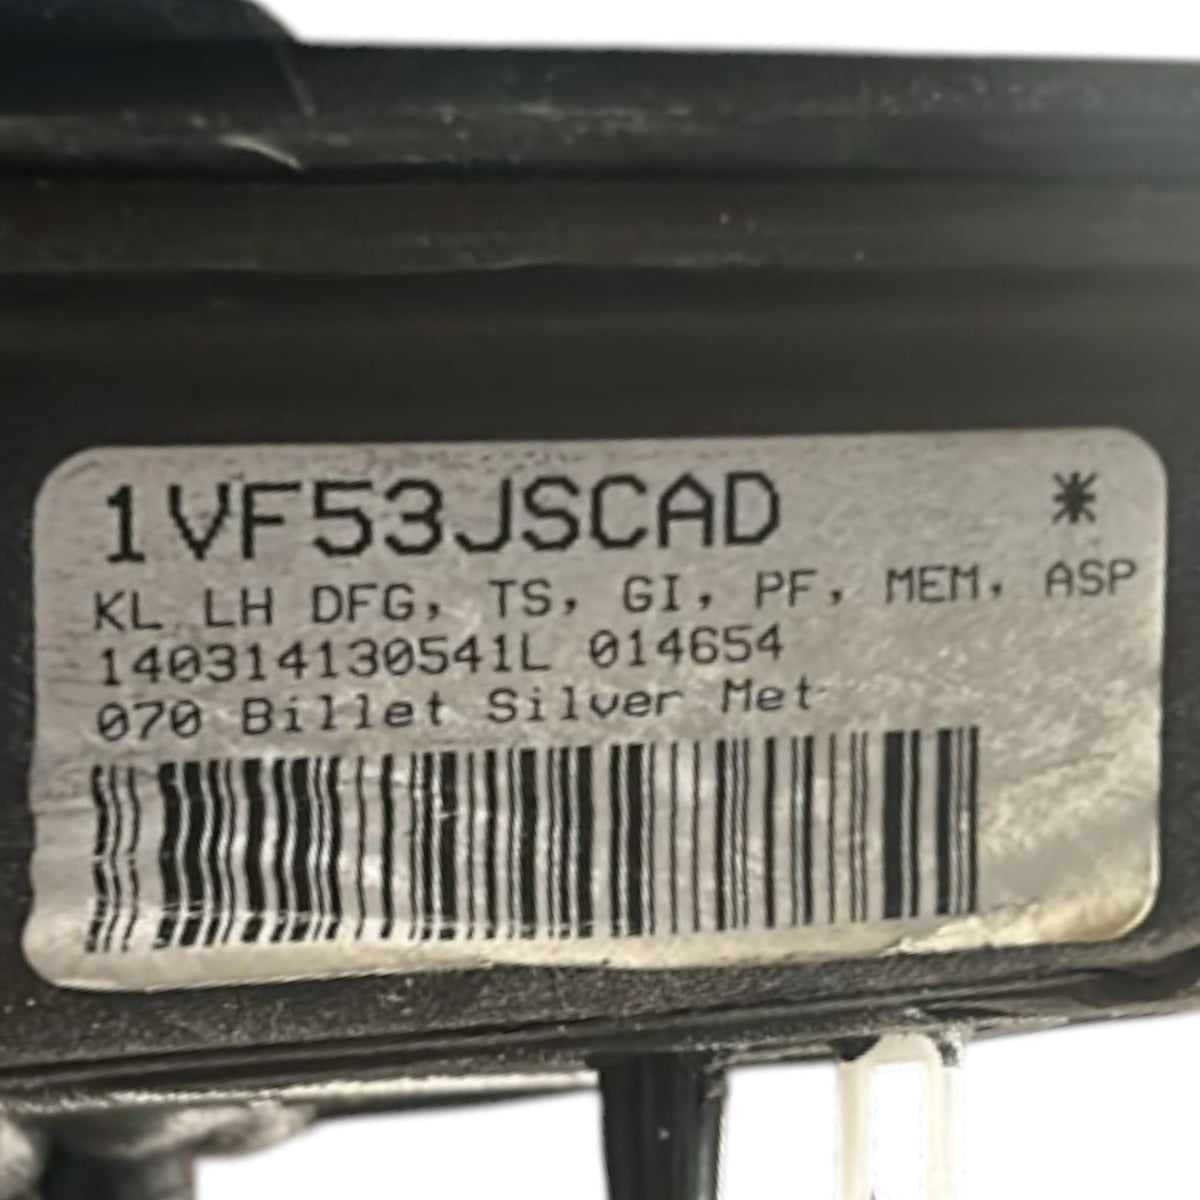 1VF53JSCAD *
KL LH DFG, TS, GI, PF, MEM, ASP
140314130541L 014654
070 Billet Silver Met